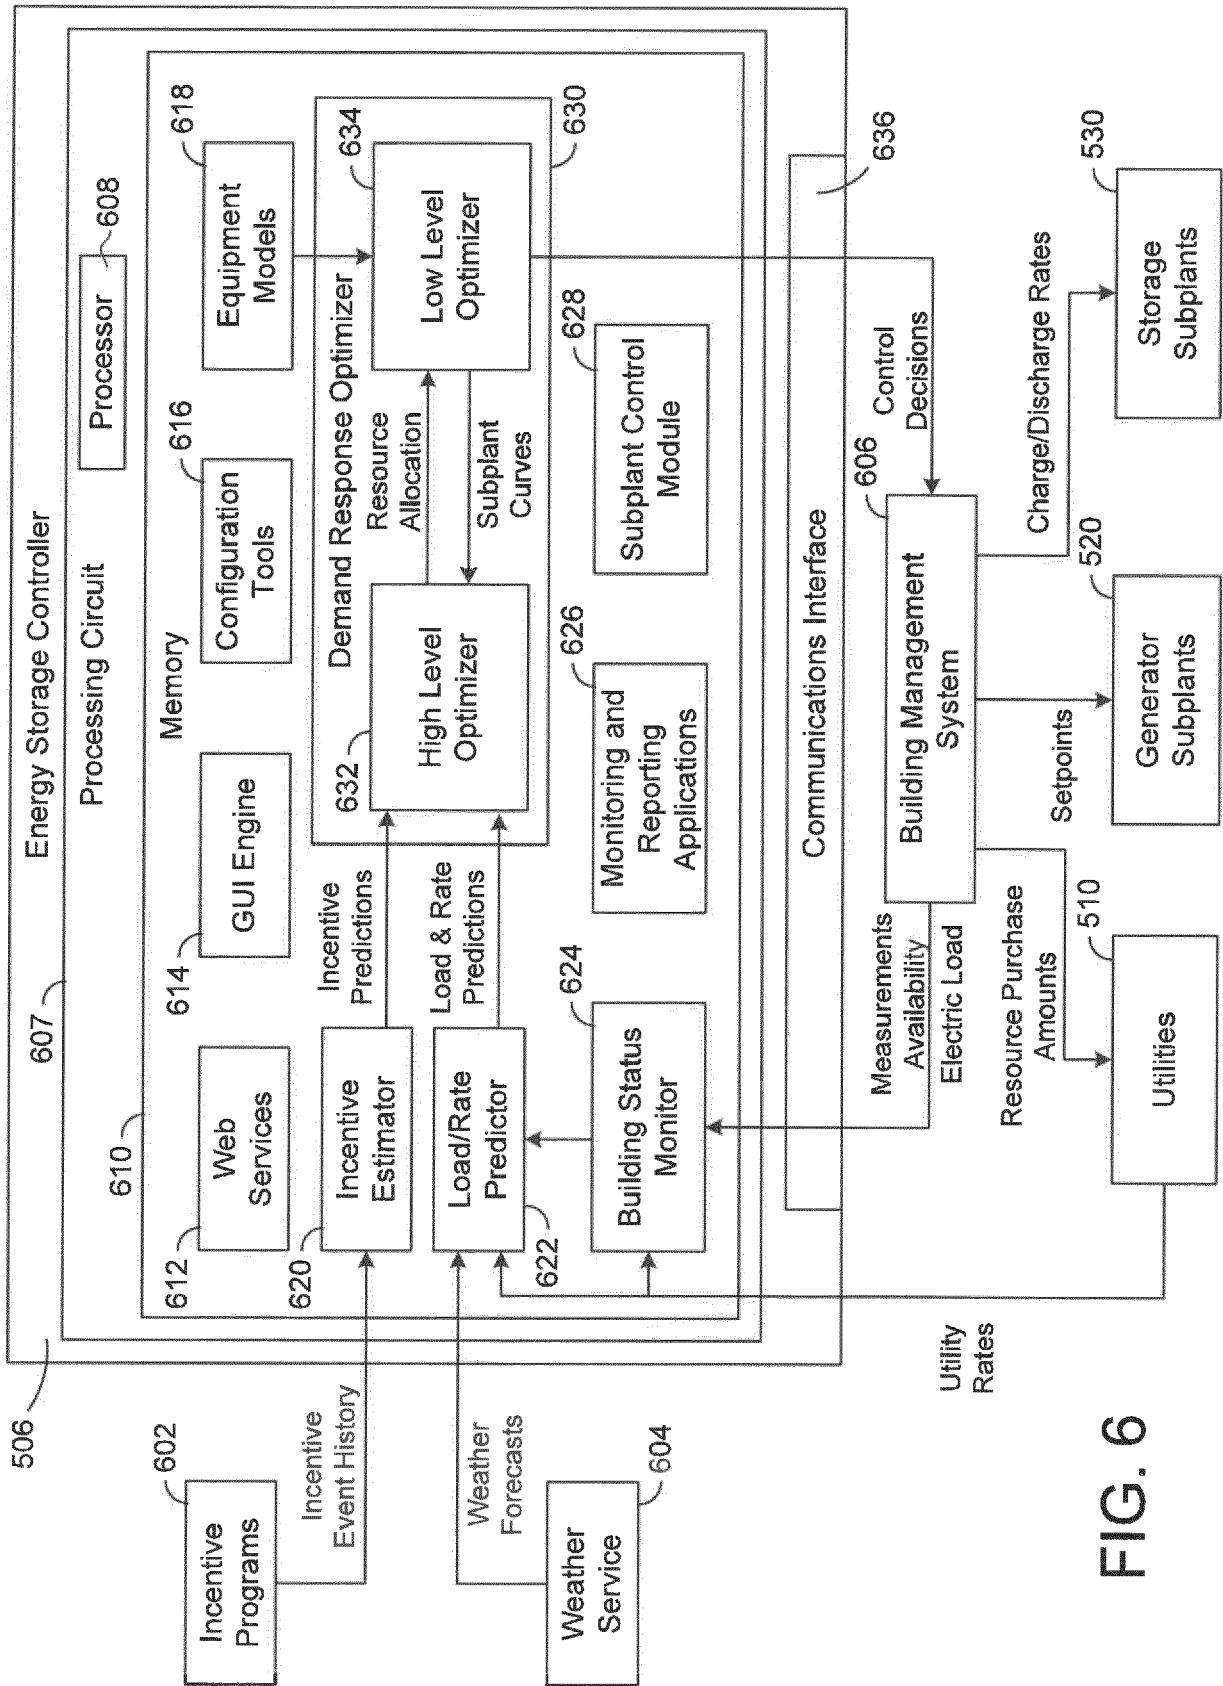 506
Energy Storage Controller
607
Processing Circuit
Processor
608
610
Memory
612
Web
Services
614
GUI Engine
616
Configuration
Tools
618
Equipment
Models
602
Incentive
Programs
Incentive
Event History
620
Incentive
Estimator
Incentive
Predictions
Demand Response Optimizer
632
High Level
Optimizer
Resource
Allocation
Subplant
Curves
634
Low Level
Optimizer
630
Weather
Forecasts
604
Weather
Service
Load/Rate
Predictor
622
Load & Rate
Predictions
624
Building Status
Monitor
626
Monitoring and
Reporting
Applications
628
Subplant Control
Module
Communications Interface
636
Measurements
Availability
Electric Load
606
Building Management
System
Control
Decisions
Utility
Rates
Resource Purchase
Amounts
Setpoints
Charge/Discharge Rates
510
Utilities
520
Generator
Subplants
530
Storage
Subplants
FIG. 6